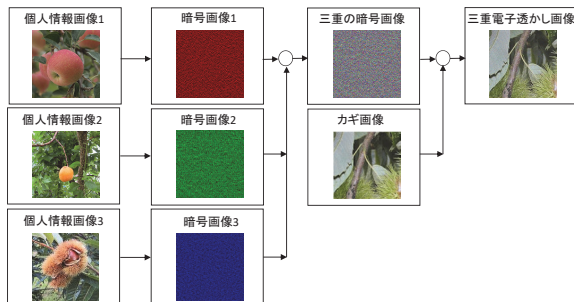 個人情報画像1
暗号画像1
三重の暗号画像
三重電子透かし画像
個人情報画像2
暗号画像2
カギ画像
個人情報画像3
暗号画像3